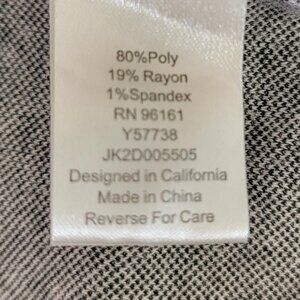 80%Poly
19% Rayon
1%Spandex
RN 96161
Y57738
JK2D005505
Designed in California
Made in China
Reverse For Care